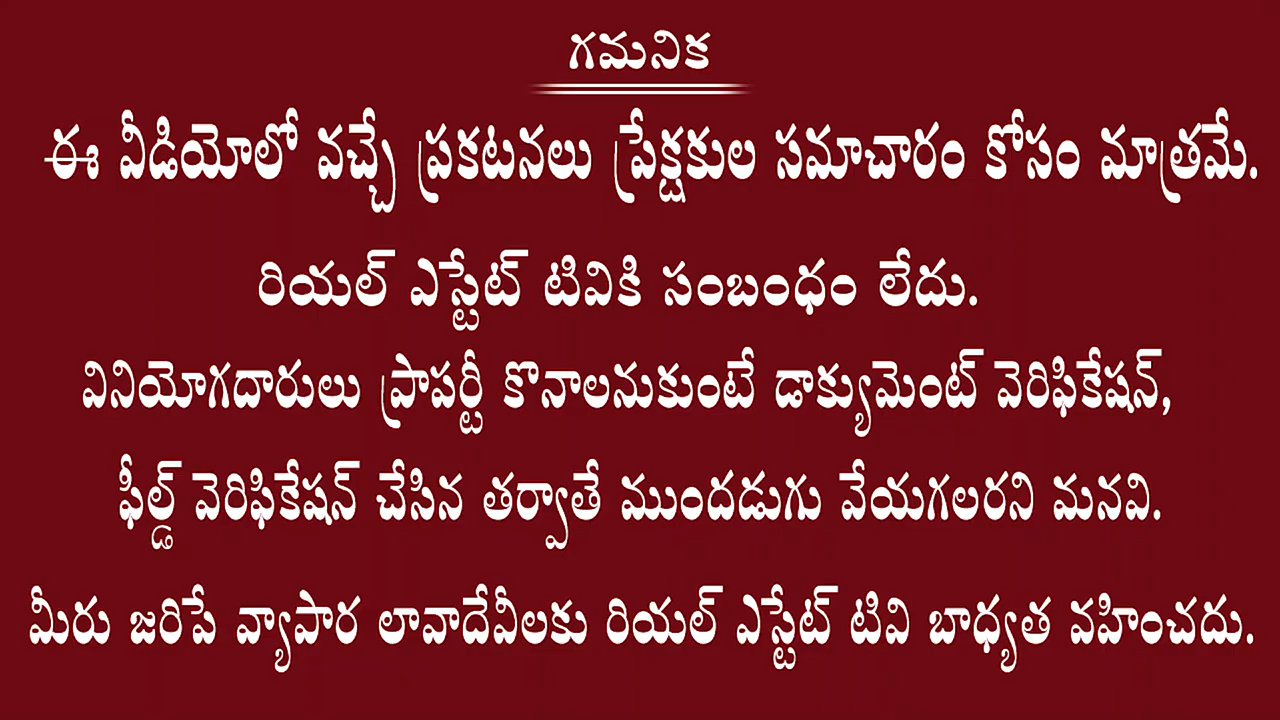 గమనిక
ఈ వీడియోలో వచ్చే ప్రకటనలు ప్రేక్షకుల సమాచారం కోసం మాత్రమే.
రియల్ ఎస్టేట్ టివికి సంబంధం లేదు.
వినియోగదారులు ప్రాపర్టీ కొనాలనుకుంటే డాక్యుమెంట్ వెరిఫికేషన్,
ఫీల్డ్ వెరిఫికేషన్ చేసిన తర్వాతే ముందడుగు వేయగలరని మనవి.
మీరు జరిపే వ్యాపార లావాదేవీలకు రియల్ ఎస్టేట్ టివి బాధ్యత వహించదు.